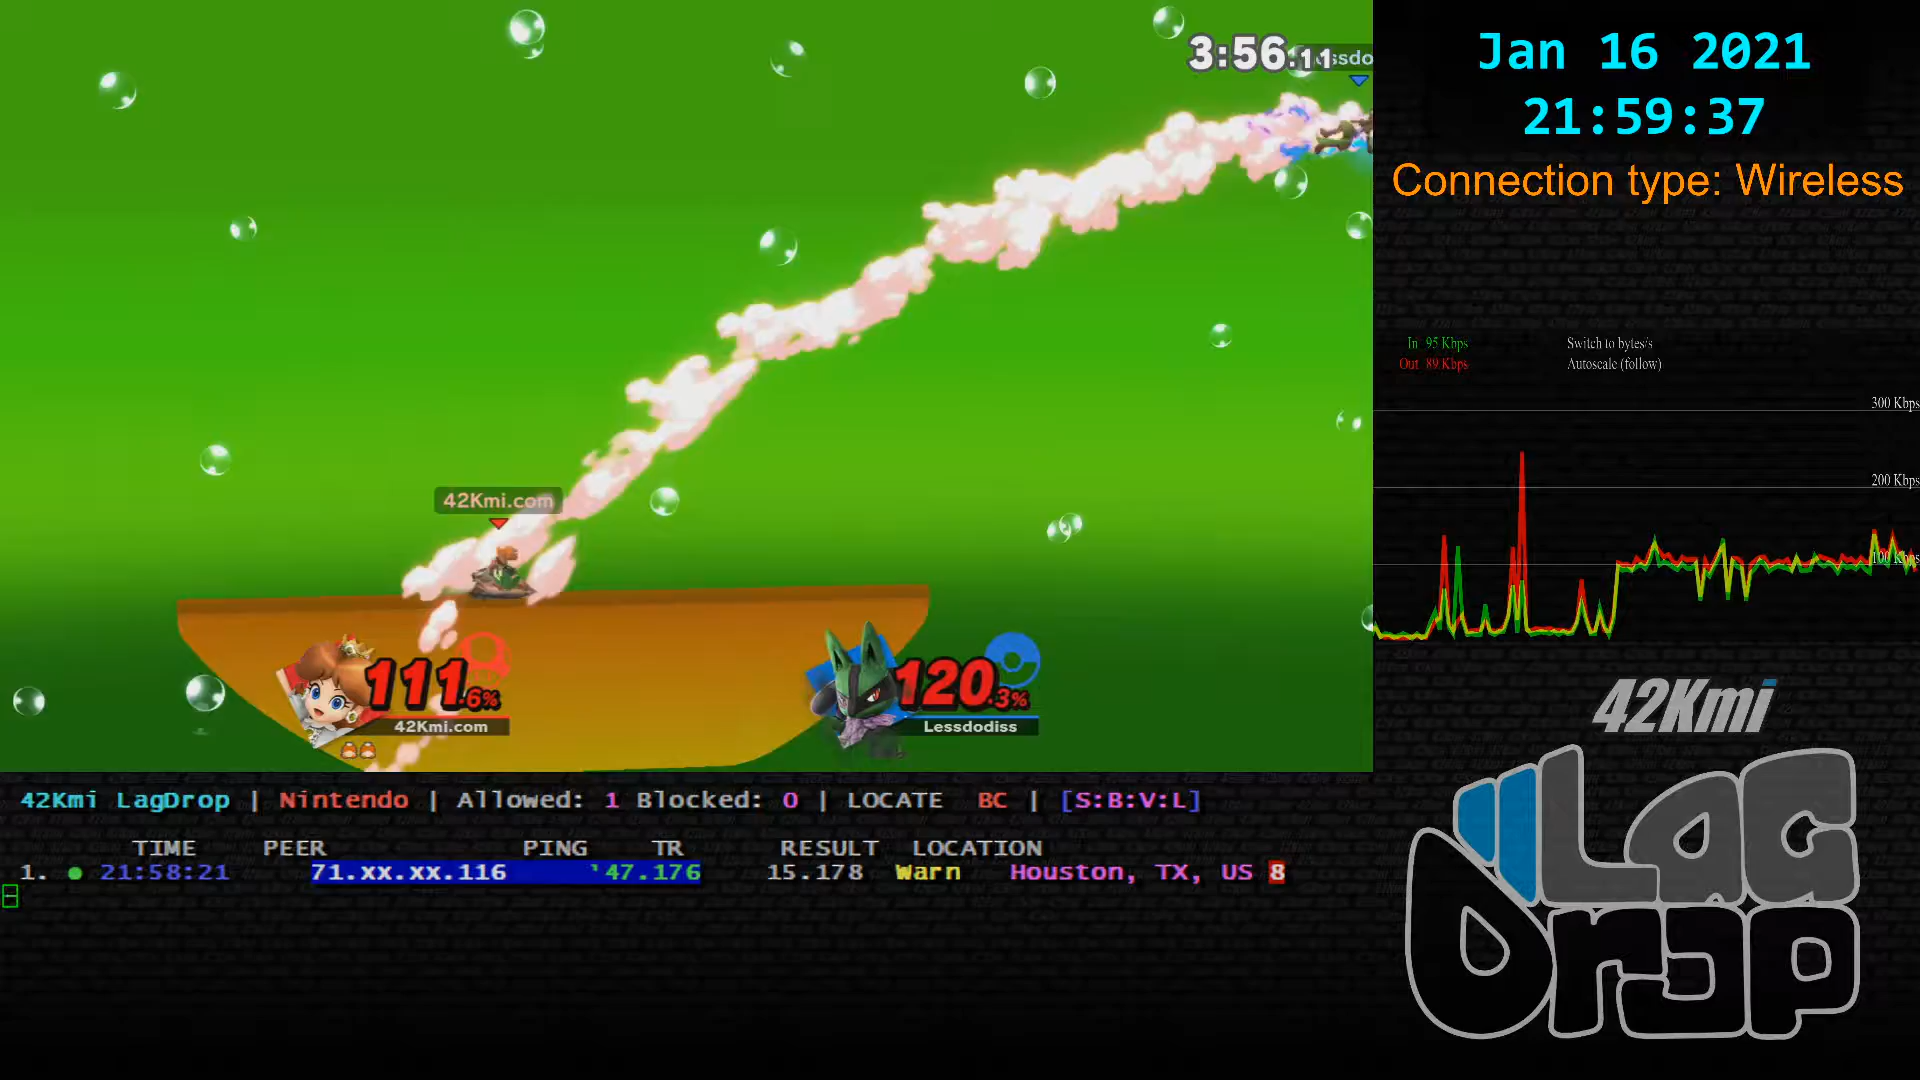 3:56.11
ssdo
42Kmi.com
111.6%
42Kmi.com
120.3%
Lessdodiss
Jan 16 2021
21:59:37
Connection type: Wireless
In 95 Kbps
Out 89 Kbps
Switch to bytes/s
Autoscale (follow)
300 Kbps
200 Kbps
100 Kbps
42Kmi LagDrop | Nintendo | Allowed: 1 Blocked: 0 | LOCATE BC | [S:B:V:L]
TIME PEER PING TR RESULT LOCATION
1. 21:58:21 71.xx.xx.116 47.176 15.178 Warn Houston, TX, US 8
42Kmi
LAG
Drop